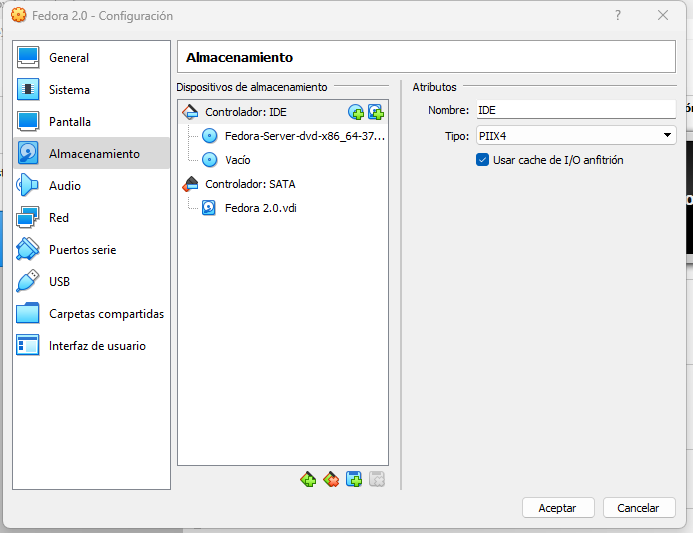 Fedora 2.0 - Configuración
?
General
Sistema
Pantalla
Almacenamiento
Audio
Red
Puertos serie
USB
Carpetas compartidas
Interfaz de usuario
Almacenamiento
Dispositivos de almacenamiento
Controlador: IDE
Fedora-Server-dvd-x86_64-37...
Vacío
Controlador: SATA
Fedora 2.0.vdi
Atributos
Nombre: IDE
Tipo: PIIX4
Usar cache de I/O anfitrión
Aceptar
Cancelar